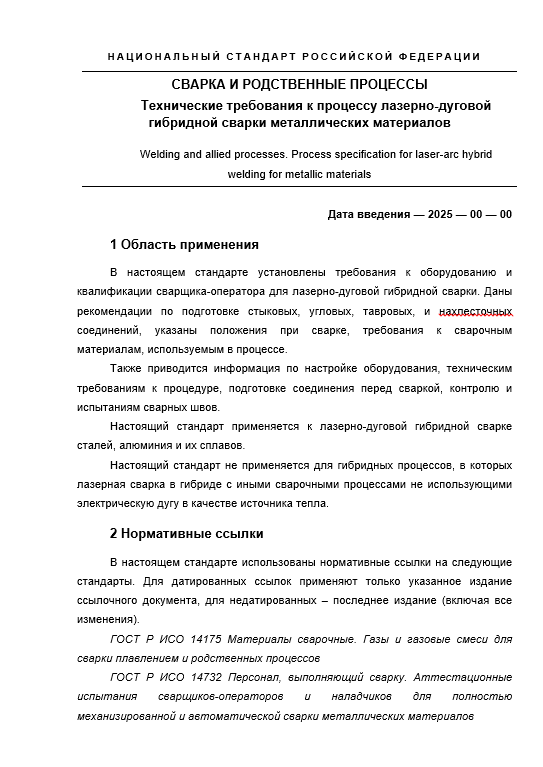 НАЦИОНАЛЬНЫЙ СТАНДАРТ РОССИЙСКОЙ ФЕДЕРАЦИИ
СВАРКА И РОДСТВЕННЫЕ ПРОЦЕССЫ
Технические требования к процессу лазерно-дуговой
гибридной сварки металлических материалов
Welding and allied processes. Process specification for laser-arc hybrid
welding for metallic materials
Дата введения — 2025 — 00 — 00
1 Область применения
В настоящем стандарте установлены требования к оборудованию и
квалификации сварщика-оператора для лазерно-дуговой гибридной сварки. Даны
рекомендации по подготовке стыковых, угловых, тавровых, и нахлесточных
соединений, указаны положения при сварке, требования к сварочным
материалам, используемым в процессе.
Также приводится информация по настройке оборудования, техническим
требованиям к процедуре, подготовке соединения перед сваркой, контролю и
испытаниям сварных швов.
Настоящий стандарт применяется к лазерно-дуговой гибридной сварке
сталей, алюминия и их сплавов.
Настоящий стандарт не применяется для гибридных процессов, в которых
лазерная сварка в гибриде с иными сварочными процессами не использующими
электрическую дугу в качестве источника тепла.
2 Нормативные ссылки
В настоящем стандарте использованы нормативные ссылки на следующие
стандарты. Для датированных ссылок применяют только указанное издание
ссылочного документа, для недатированных – последнее издание (включая все
изменения).
ГОСТ Р ИСО 14175 Материалы сварочные. Газы и газовые смеси для
сварки плавлением и родственных процессов
ГОСТ Р ИСО 14732 Персонал, выполняющий сварку. Аттестационные
испытания сварщиков-операторов и наладчиков для полностью
механизированной и автоматической сварки металлических материалов